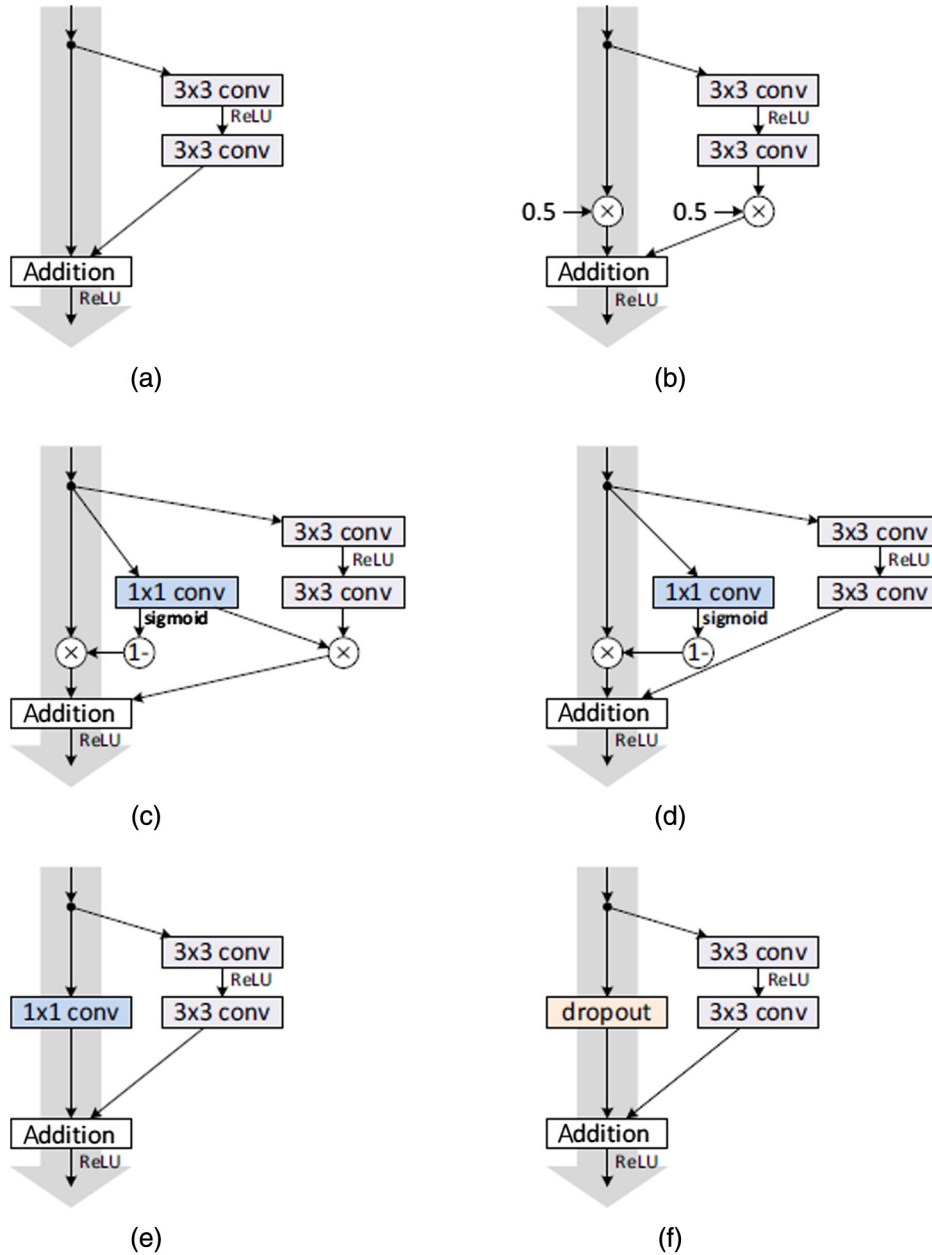 3x3 conv
ReLU
3x3 conv
Addition
ReLU
(a)
3x3 conv
ReLU
3x3 conv
0.5
×
0.5
×
Addition
ReLU
(b)
3x3 conv
ReLU
1x1 conv
3x3 conv
sigmoid
×
1-
×
Addition
ReLU
(c)
3x3 conv
ReLU
1x1 conv
3x3 conv
sigmoid
×
1-
Addition
ReLU
(d)
3x3 conv
ReLU
1x1 conv
3x3 conv
Addition
ReLU
(e)
3x3 conv
ReLU
dropout
3x3 conv
Addition
ReLU
(f)